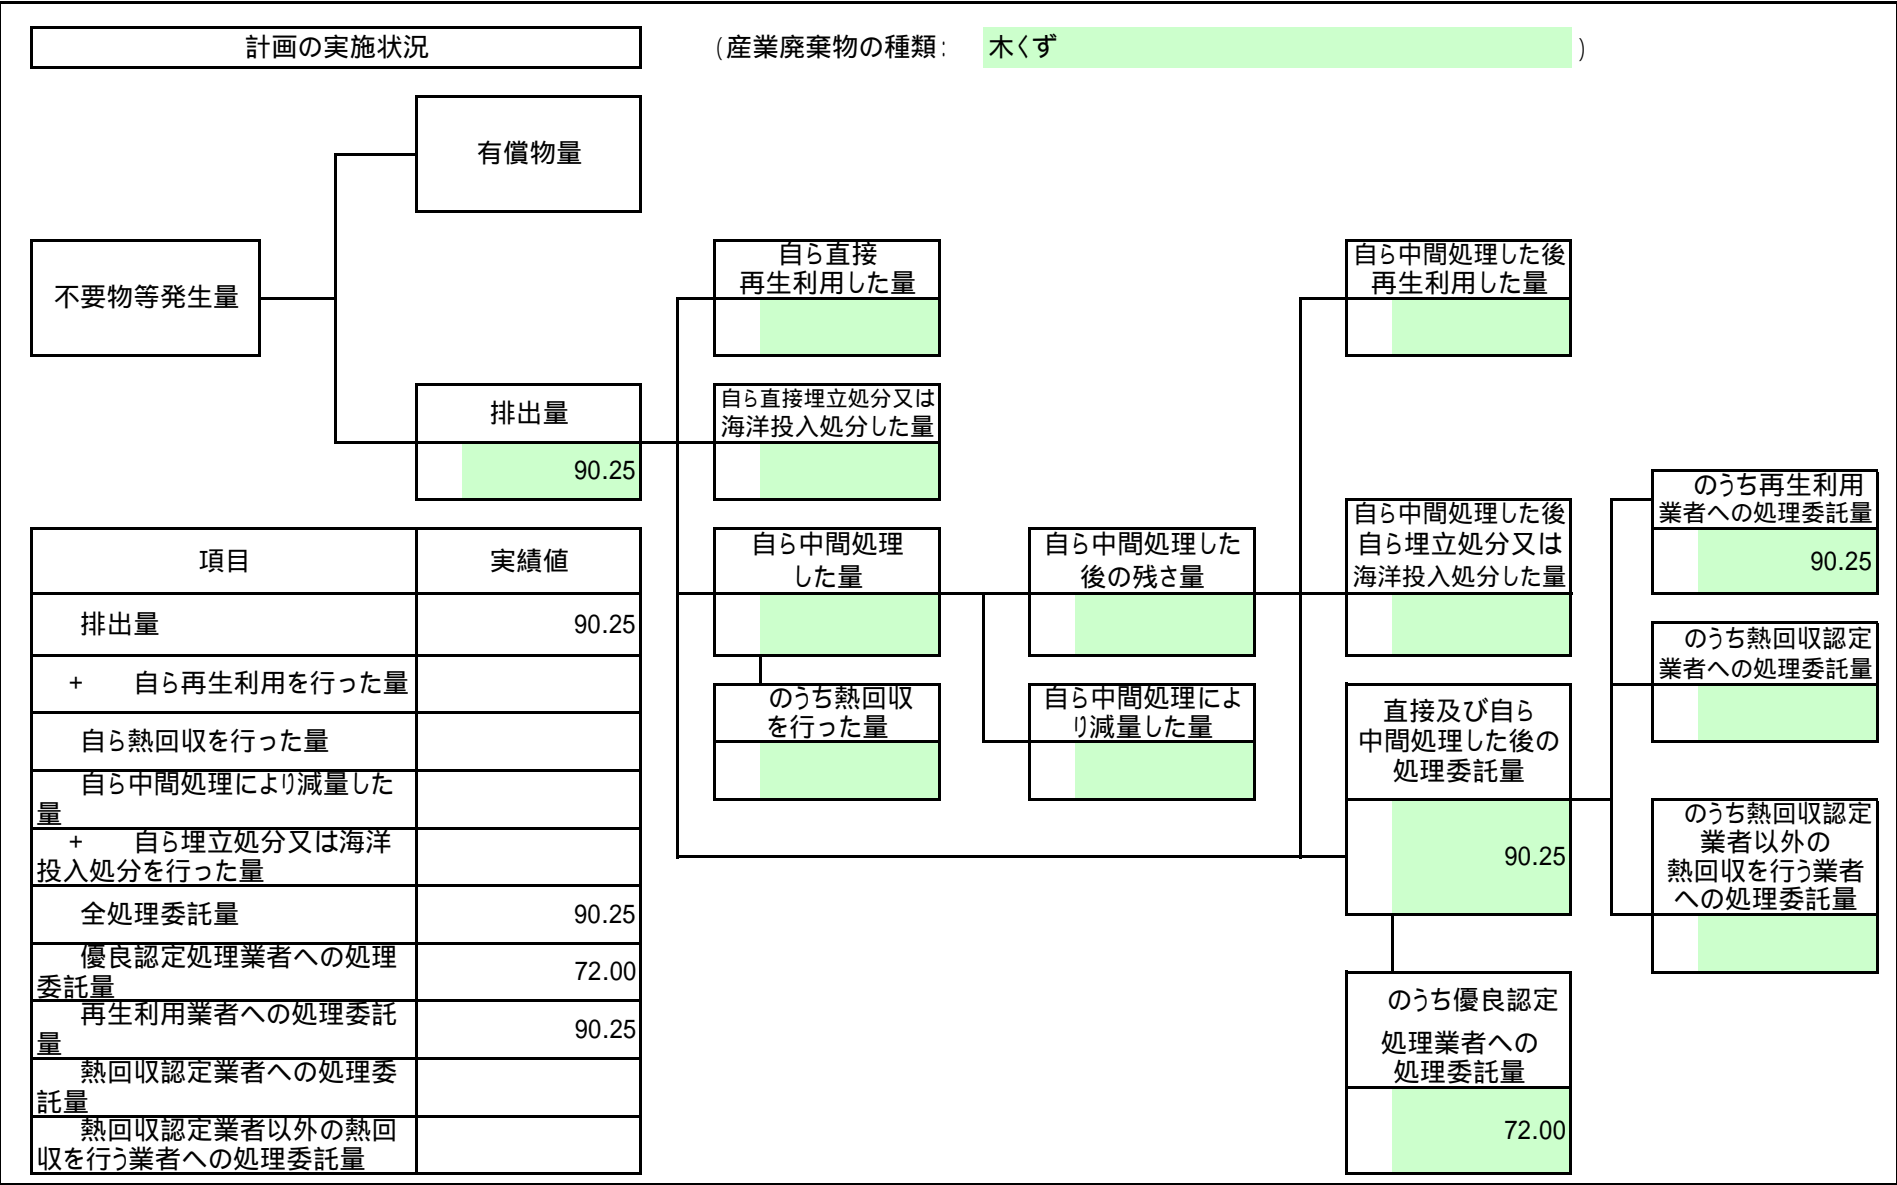 計画の実施状況
(産業廃棄物の種類: 木くず )
有償物量
不要物等発生量
自ら直接
再生利用した量
自ら中間処理した後
再生利用した量
排出量
90.25
自ら直接埋立処分又は
海洋投入処分した量
のうち再生利用
業者への処理委託量
90.25
自ら中間処理
した量
自ら中間処理した
後の残さ量
自ら中間処理した後
自ら埋立処分又は
海洋投入処分した量
のうち熱回収認定
業者への処理委託量
のうち熱回収
を行った量
自ら中間処理によ
り減量した量
直接及び自ら
中間処理した後の
処理委託量
90.25
のうち熱回収認定
業者以外の
熱回収を行う業者
への処理委託量
のうち優良認定
処理業者への
処理委託量
72.00
項目 実績値
排出量 90.25
+ 自ら再生利用を行った量
自ら熱回収を行った量
自ら中間処理により減量した
量
+ 自ら埋立処分又は海洋
投入処分を行った量
全処理委託量 90.25
優良認定処理業者への処理
委託量 72.00
再生利用業者への処理委託
量 90.25
熱回収認定業者への処理委
託量
熱回収認定業者以外の熱回
収を行う業者への処理委託量